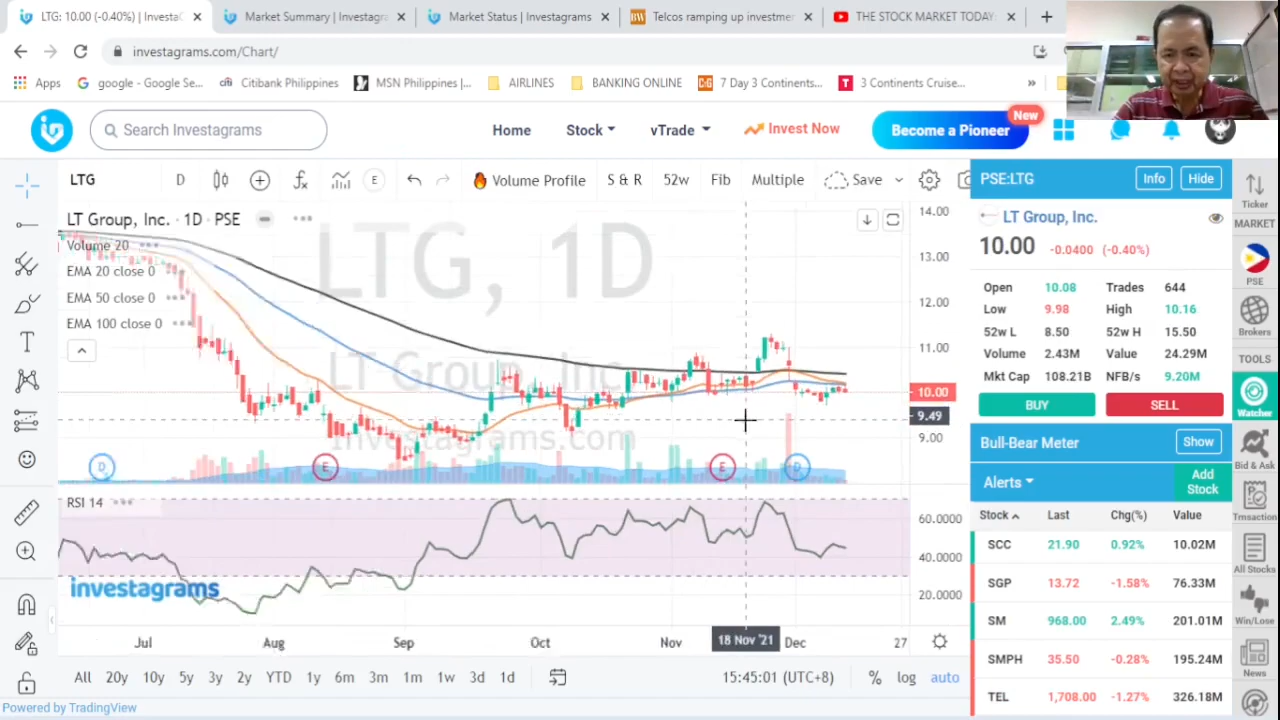 LTG: 10.00 (-0.40%) | Investa
Market Summary | Investagra
Market Status | Investagrams
BW Telcos ramping up investmer
THE STOCK MARKET TODAY:
investagrams.com/Chart/
Apps
google - Google Se...
citi Citibank Philippines
MSN Philippines |...
AIRLINES
BANKING ONLINE
7 Day 3 Continents...
T 3 Continents Cruise...
»
Search Investagrams
Home
Stock
vTrade
Invest Now
Become a Pioneer
New
LTG
D
E
Volume Profile
S & R
52w
Fib
Multiple
Save
LT Group, Inc. · 1D · PSE
Volume 20
EMA 20 close 0
EMA 50 close 0
EMA 100 close 0
LTG, 1D
LT Group, Inc
Investagrams.com
14.00
13.00
12.00
11.00
10.00
9.49
9.00
D
E
E
D
RSI 14
60.0000
40.0000
20.0000
investagrams
Jul
Aug
Sep
Oct
Nov
18 Nov '21
Dec
27
All
20y
10y
5y
3y
2y
YTD
1y
6m
3m
1m
1w
3d
1d
15:45:01 (UTC+8)
%
log
auto
Powered by TradingView
PSE:LTG
Info
Hide
LT Group, Inc.
10.00 -0.0400 (-0.40%)
Open 10.08 Trades 644
Low 9.98 High 10.16
52w L 8.50 52w H 15.50
Volume 2.43M Value 24.29M
Mkt Cap 108.21B NFB/s 9.20M
BUY
SELL
Bull-Bear Meter
Show
Alerts
Add
Stock
Stock Last Chg(%) Value
SCC 21.90 0.92% 10.02M
SGP 13.72 -1.58% 76.33M
SM 968.00 2.49% 201.01M
SMPH 35.50 -0.28% 195.24M
TEL 1,708.00 -1.27% 326.18M
Ticker
MARKET
PSE
Brokers
TOOLS
Watcher
Bid & Ask
Trnsaction
All Stocks
Win/Lose
News